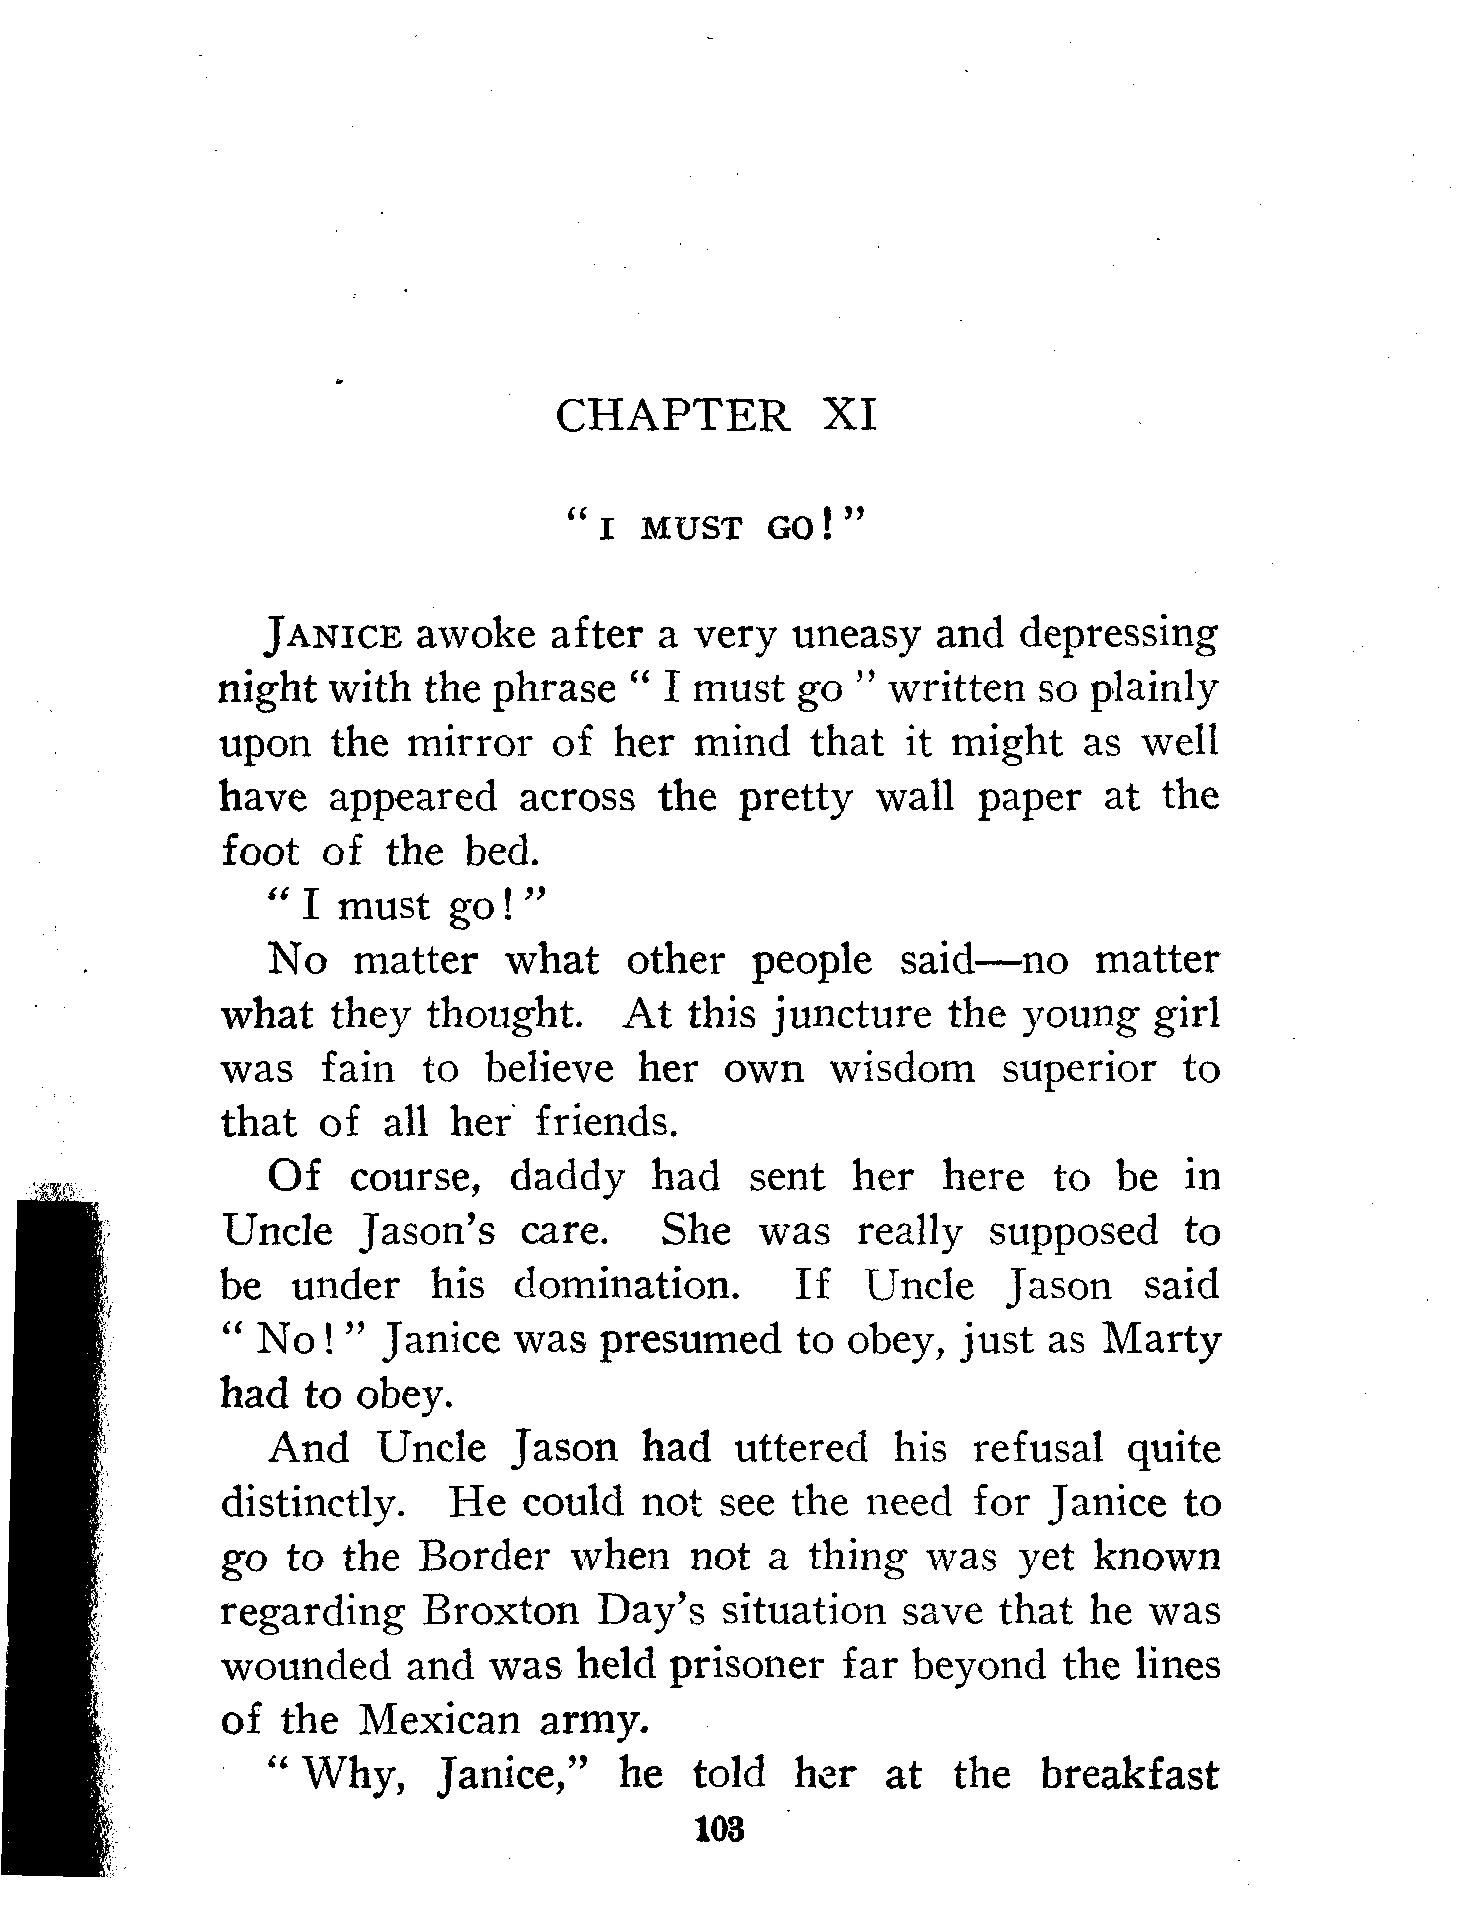 CHAPTER XI
“ I MUST GO! ”
JANICE awoke after a very uneasy and depressing
night with the phrase “ I must go ” written so plainly
upon the mirror of her mind that it might as well
have appeared across the pretty wall paper at the
foot of the bed.
“ I must go! ”
No matter what other people said—no matter
what they thought. At this juncture the young girl
was fain to believe her own wisdom superior to
that of all her friends.
Of course, daddy had sent her here to be in
Uncle Jason’s care. She was really supposed to
be under his domination. If Uncle Jason said
“ No! ” Janice was presumed to obey, just as Marty
had to obey.
And Uncle Jason had uttered his refusal quite
distinctly. He could not see the need for Janice to
go to the Border when not a thing was yet known
regarding Broxton Day’s situation save that he was
wounded and was held prisoner far beyond the lines
of the Mexican army.
“ Why, Janice,” he told her at the breakfast
103